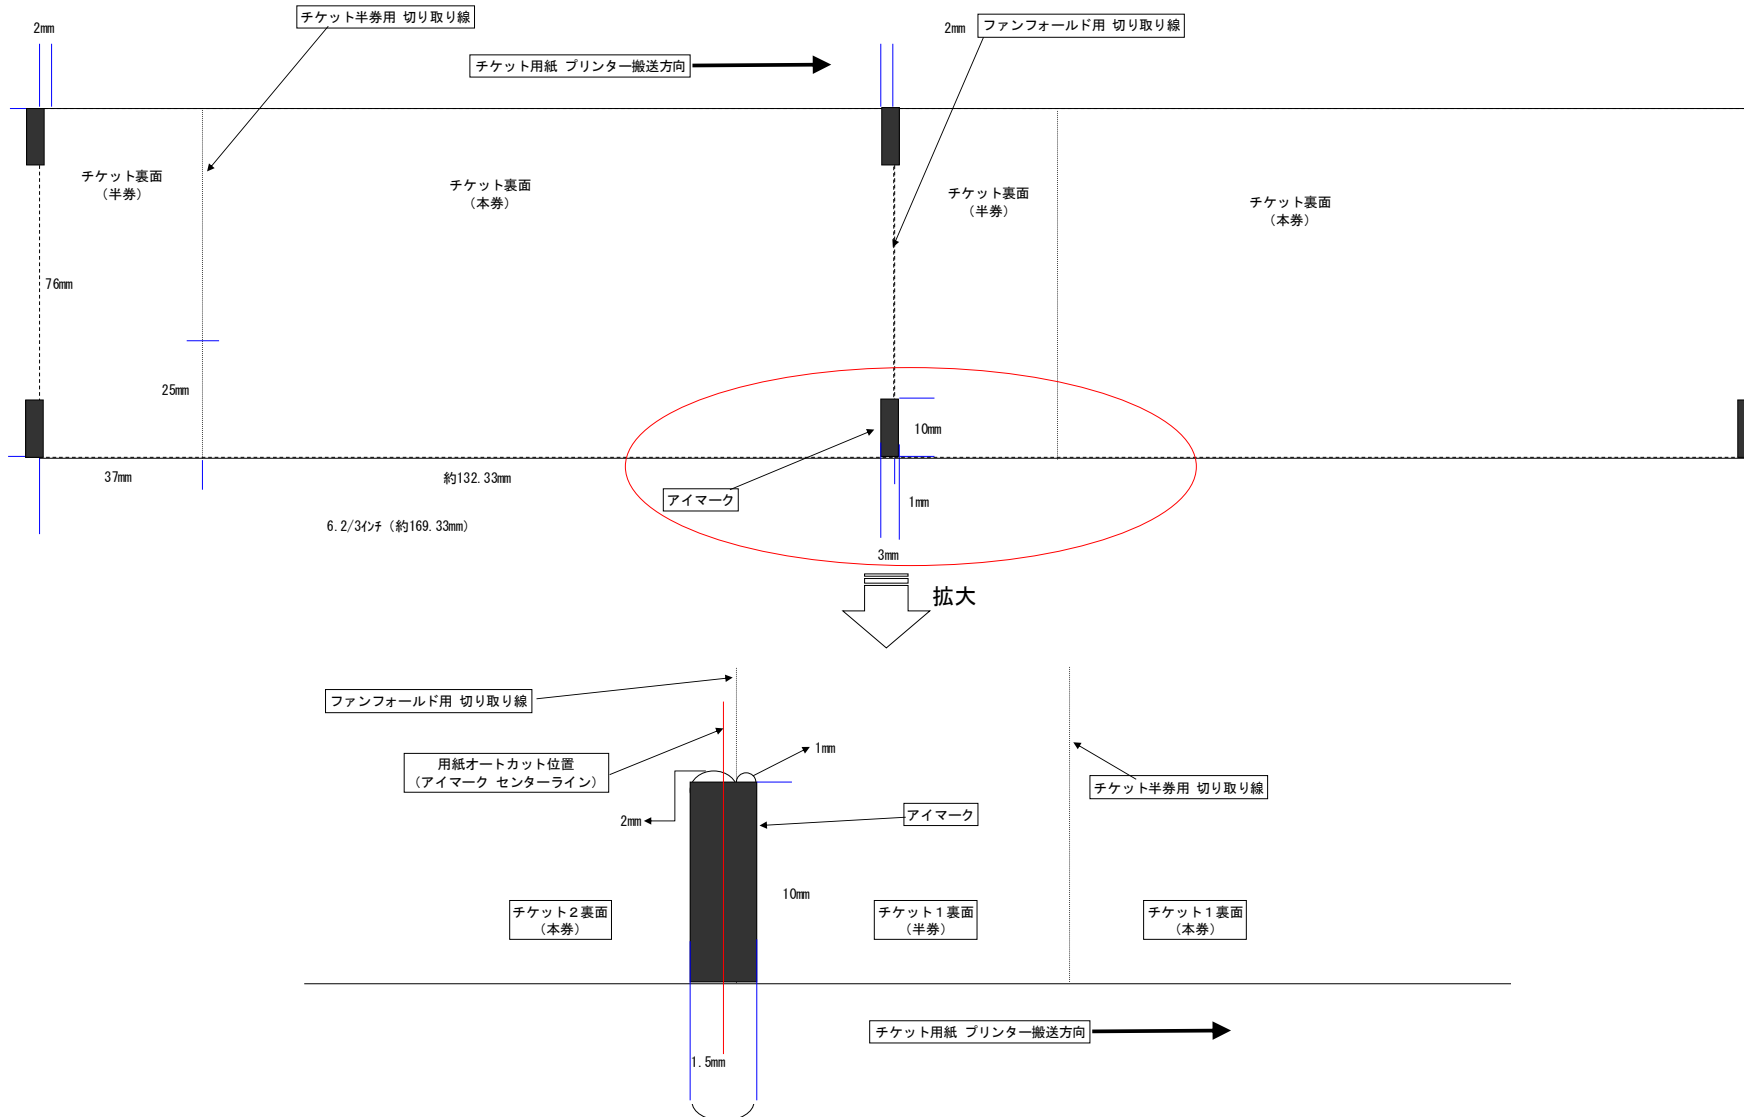 チケット半券用 切り取り線
ファンフォールド用 切り取り線
2mm
2mm
チケット用紙 プリンター搬送方向
チケット裏面
（半券）
チケット裏面
（本券）
チケット裏面
（半券）
チケット裏面
（本券）
76mm
25mm
10mm
37mm
約132.33mm
アイマーク
1mm
6.2/3ｲﾝﾁ（約169.33mm）
3mm
拡大
ファンフォールド用 切り取り線
1mm
用紙オートカット位置
（アイマーク センターライン）
チケット半券用 切り取り線
2mm
アイマーク
10mm
チケット２裏面
（本券）
チケット１裏面
（半券）
チケット１裏面
（本券）
チケット用紙 プリンター搬送方向
1.5mm